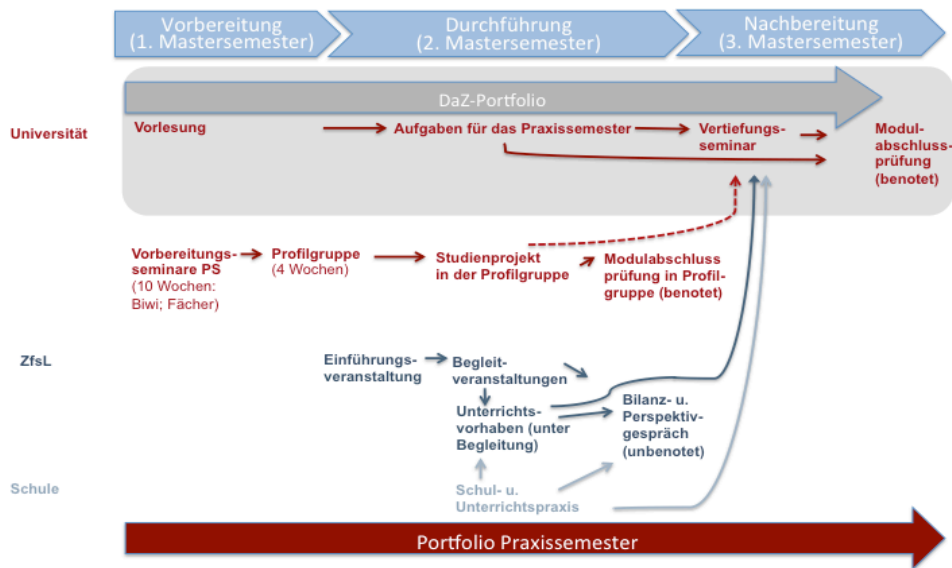 Vorbereitung
(1. Mastersemester)
Durchführung
(2. Mastersemester)
Nachbereitung
(3. Mastersemester)
DaZ-Portfolio
Universität
Vorlesung
Aufgaben für das Praxissemester
Vertiefungs-
seminar
Modul-
abschluss-
prüfung
(benotet)
Vorbereitungs-
seminare PS
(10 Wochen:
Biwi; Fächer)
Profilgruppe
(4 Wochen)
Studienprojekt
in der Profilgruppe
Modulabschluss
prüfung in Profil-
gruppe (benotet)
ZfsL
Einführungs-
veranstaltung
Begleit-
veranstaltungen
Unterrichts-
vorhaben (unter
Begleitung)
Bilanz- u.
Perspektiv-
gespräch
(unbenotet)
Schule
Schul- u.
Unterrichtspraxis
Portfolio Praxissemester